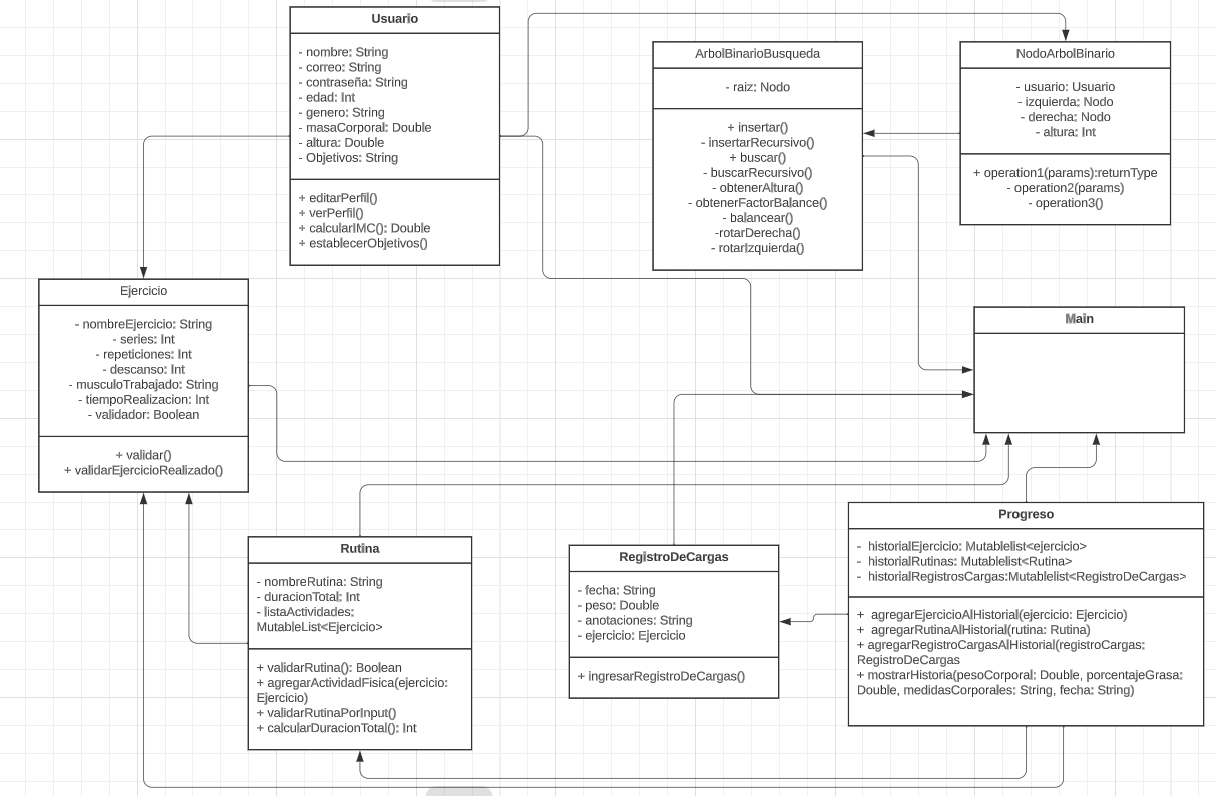 Usuario
- nombre: String
- correo: String
- contraseña: String
- edad: Int
- genero: String
- masaCorporal: Double
- altura: Double
- Objetivos: String
+ editarPerfil()
+ verPerfil()
+ calcularIMC(): Double
+ establecerObjetivos()
ArbolBinarioBusqueda
- raiz: Nodo
+ insertar()
- insertarRecursivo()
+ buscar()
- buscarRecursivo()
- obtenerAltura()
- obtenerFactorBalance()
- balancear()
-rotarDerecha()
- rotarIzquierda()
NodoArbolBinario
- usuario: Usuario
- izquierda: Nodo
- derecha: Nodo
- altura: Int
+ operation1(params):returnType
- operation2(params)
- operation3()
Ejercicio
- nombreEjercicio: String
- series: Int
- repeticiones: Int
- descanso: Int
- musculoTrabajado: String
- tiempoRealizacion: Int
- validador: Boolean
+ validar()
+ validarEjercicioRealizado()
Main
Rutina
- nombreRutina: String
- duracionTotal: Int
- listaActividades:
MutableList<Ejercicio>
+ validarRutina(): Boolean
+ agregarActividadFisica(ejercicio:
Ejercicio)
+ validarRutinaPorInput()
+ calcularDuracionTotal(): Int
RegistroDeCargas
- fecha: String
- peso: Double
- anotaciones: String
- ejercicio: Ejercicio
+ ingresarRegistroDeCargas()
Progreso
- historialEjercicio: Mutablelist<ejercicio>
- historialRutinas: Mutablelist<Rutina>
- historialRegistrosCargas:Mutablelist<RegistroDeCargas>
+ agregarEjercicioAlHistorial(ejercicio: Ejercicio)
+ agregarRutinaAlHistorial(rutina: Rutina)
+ agregarRegistroCargasAlHistorial(registroCargas:
RegistroDeCargas
+ mostrarHistoria(pesoCorporal: Double, porcentajeGrasa:
Double, medidasCorporales: String, fecha: String)